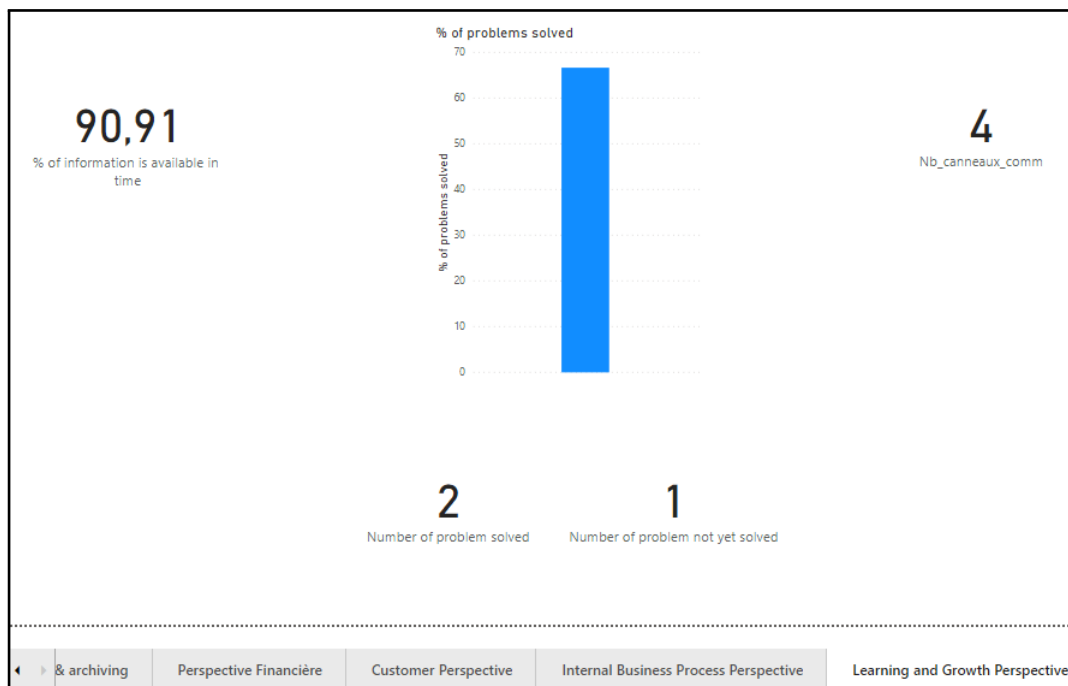 % of problems solved
70
60
50
40
30
20
10
0
% of problems solved
90,91
% of information is available in
time
4
Nb_canneaux_comm
2
Number of problem solved
1
Number of problem not yet solved
& archiving
Perspective Financière
Customer Perspective
Internal Business Process Perspective
Learning and Growth Perspective